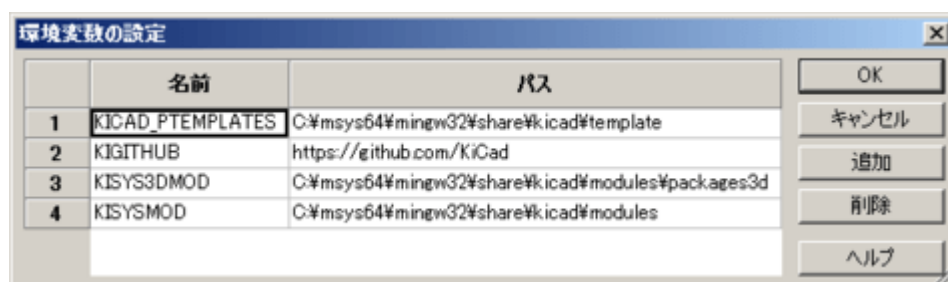 環境変数の設定
名前 パス
1 KICAD_PTEMPLATES C:¥msys64¥mingw32¥share¥kicad¥template
2 KIGITHUB https://github.com/KiCad
3 KISYS3DMOD C:¥msys64¥mingw32¥share¥kicad¥modules¥packages3d
4 KISYSMOD C:¥msys64¥mingw32¥share¥kicad¥modules
OK
キャンセル
追加
削除
ヘルプ